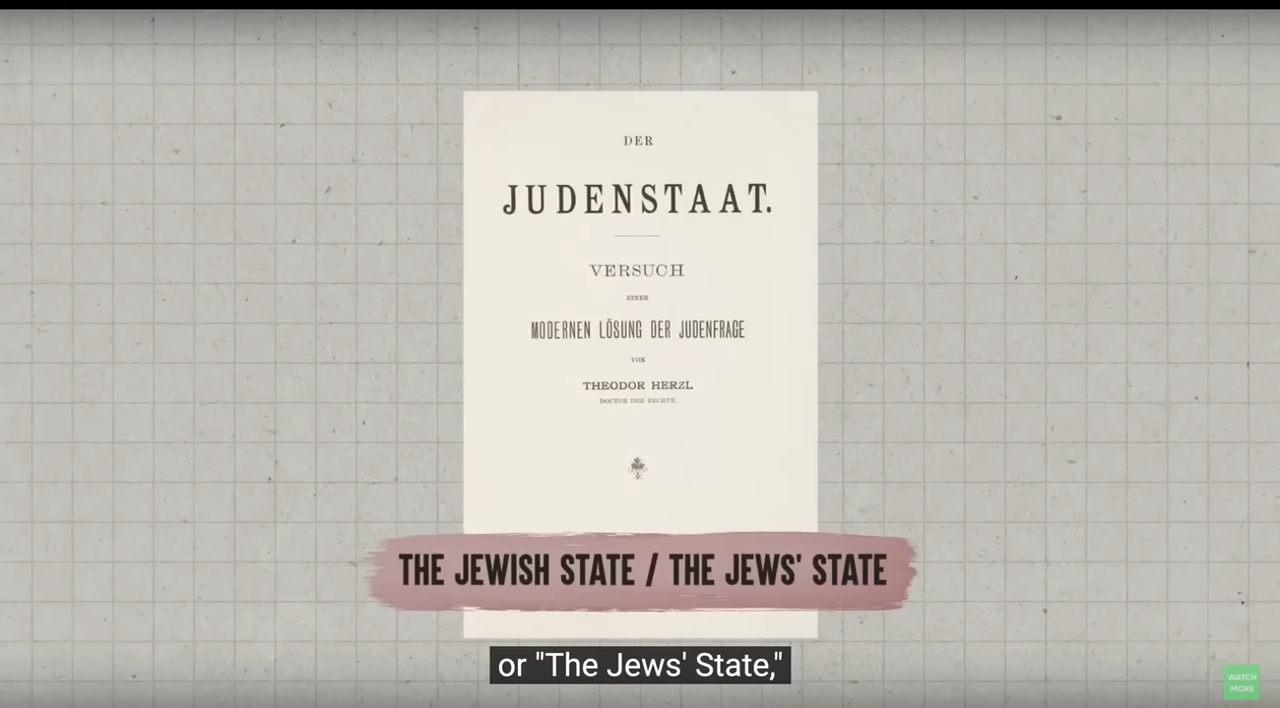 DER
JUDENSTAAT.
VERSUCH
EINER
MODERNEN LÖSUNG DER JUDENFRAGE
VON
THEODOR HERZL
DOCTOR DER RECHTE.
THE JEWISH STATE / THE JEWS' STATE
or "The Jews' State,"
WATCH
MORE